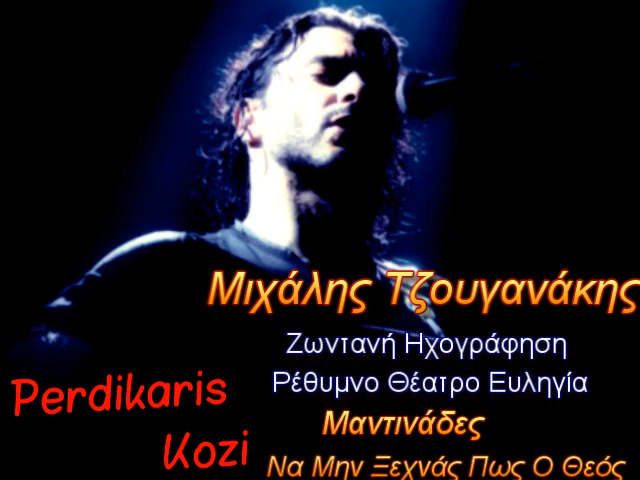 Μιχάλης Τζουγανάκης
Ζωντανή Ηχογράφηση
Ρέθυμνο Θέατρο Ευληγία
Μαντινάδες
Να Μην Ξεχνάς Πως Ο Θεός
Perdikaris
Kozi